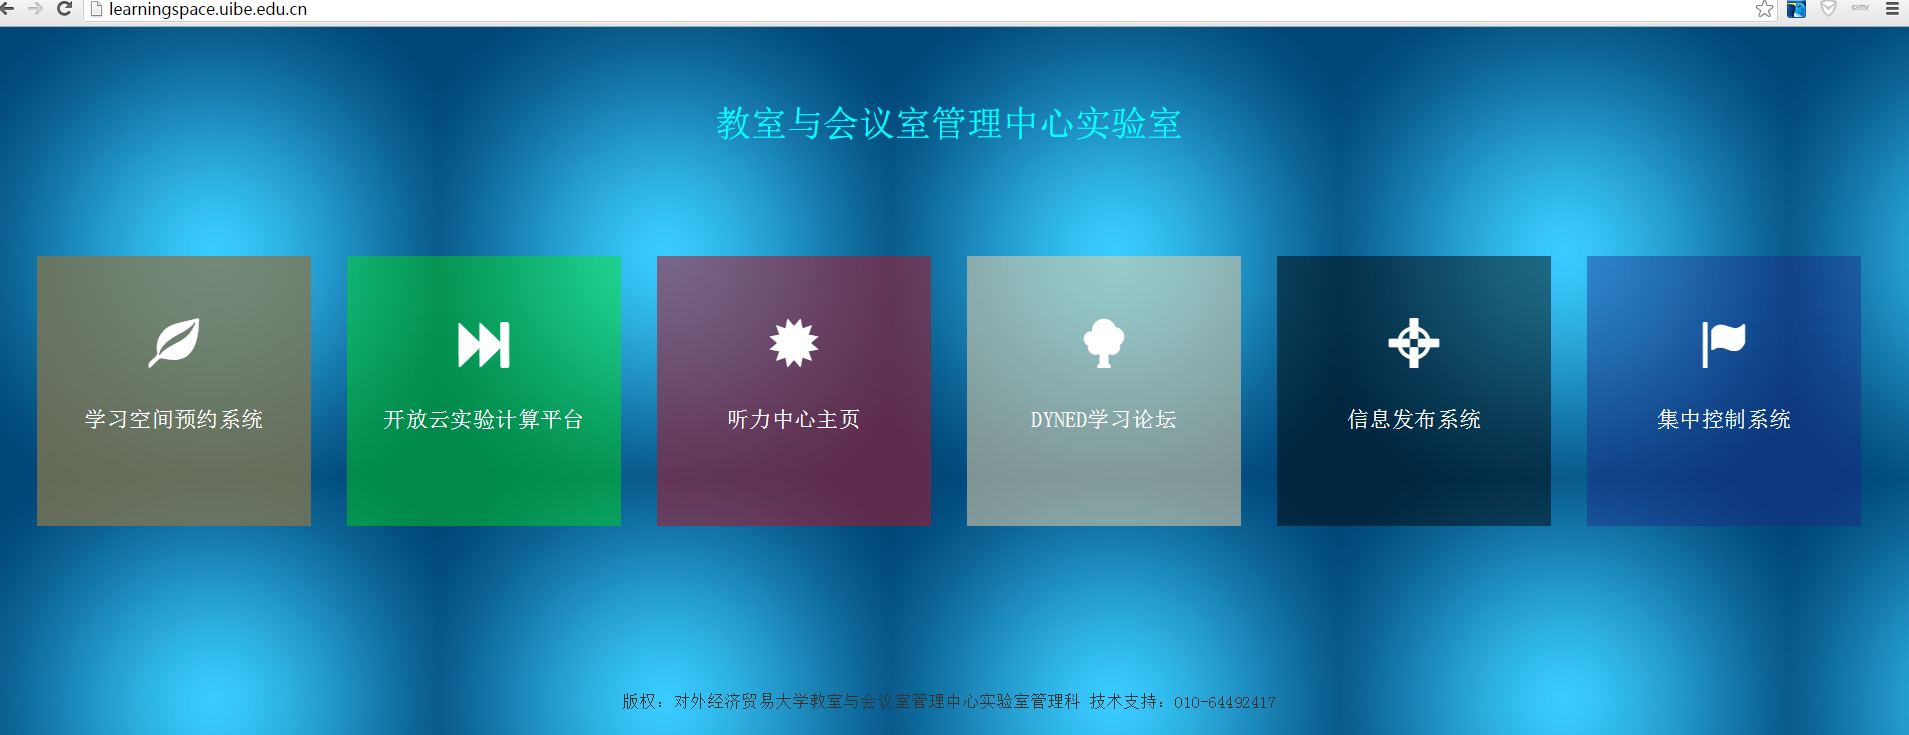 learningspace.uibe.edu.cn
教室与会议室管理中心实验室
学习空间预约系统
开放云实验计算平台
听力中心主页
DYNED学习论坛
信息发布系统
集中控制系统
版权：对外经济贸易大学教室与会议室管理中心实验室管理科 技术支持：010-64492417